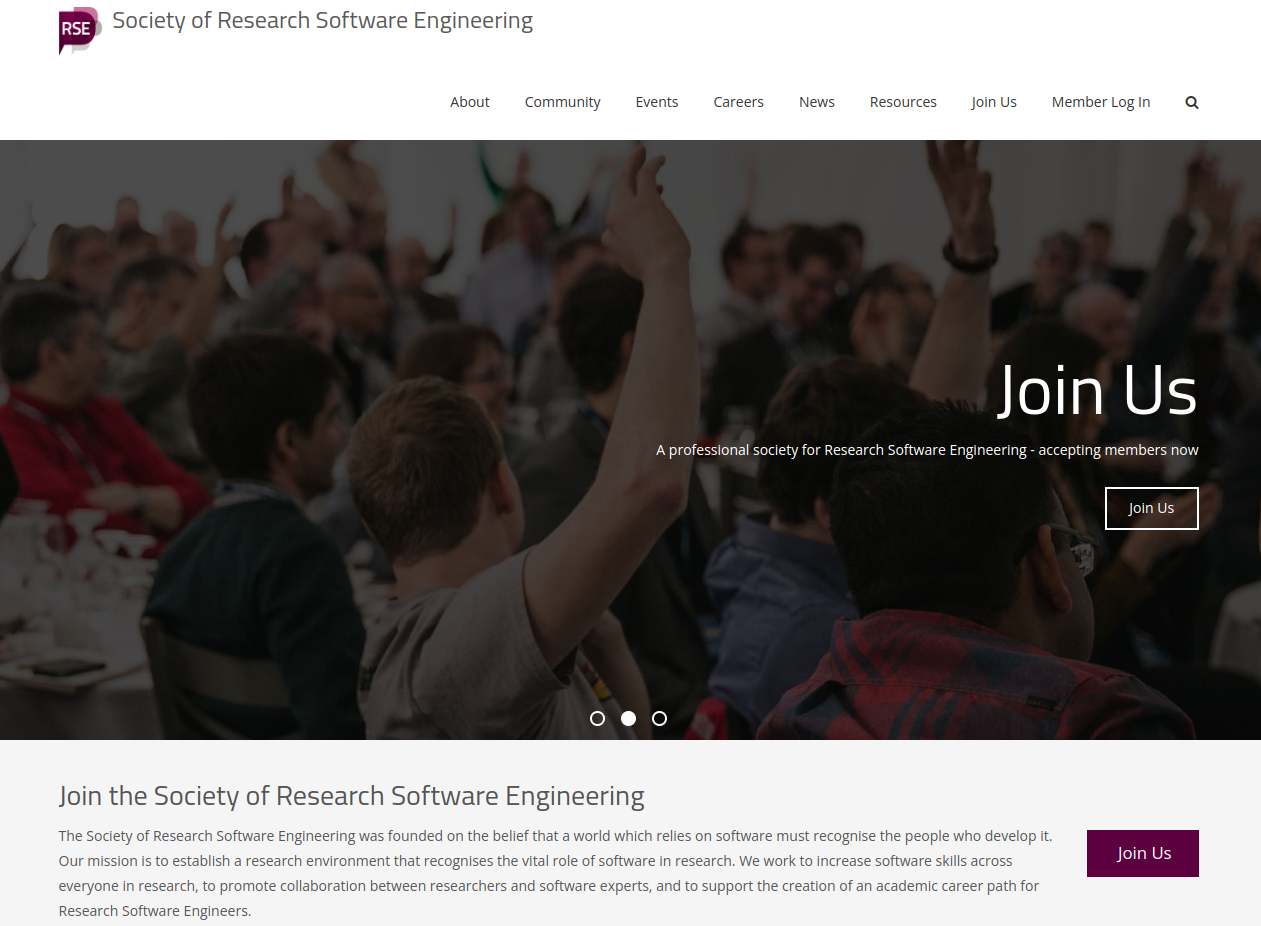 RSE
Society of Research Software Engineering
About Community Events Careers News Resources Join Us Member Log In
Join Us
A professional society for Research Software Engineering - accepting members now
Join Us
Join the Society of Research Software Engineering
The Society of Research Software Engineering was founded on the belief that a world which relies on software must recognise the people who develop it.
Our mission is to establish a research environment that recognises the vital role of software in research. We work to increase software skills across
everyone in research, to promote collaboration between researchers and software experts, and to support the creation of an academic career path for
Research Software Engineers.
Join Us